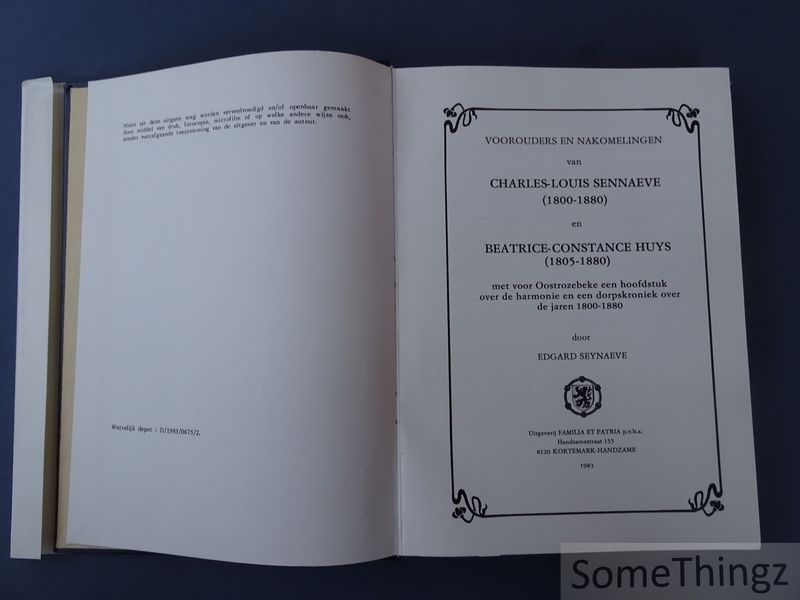 Niets uit deze uitgave mag worden verveelvoudigd en/of openbaar gemaakt
door middel van druk, fotocopie, microfilm of op welke andere wijze ook,
zonder voorafgaande toestemming van de uitgever en van de auteur.
Wettelijk depot : D/1983/0675/2.
VOOROUDERS EN NAKOMELINGEN
van
CHARLES-LOUIS SENNAEVE
(1800-1880)
en
BEATRICE-CONSTANCE HUYS
(1805-1880)
met voor Oostrozebeke een hoofdstuk
over de harmonie en een dorpskroniek over
de jaren 1800-1880
door
EDGARD SEYNAEVE
Uitgeverij FAMILIA ET PATRIA p.v.b.a.
Handzamestraat 155
8120 KORTEMARK-HANDZAME
1983
SomeThingz